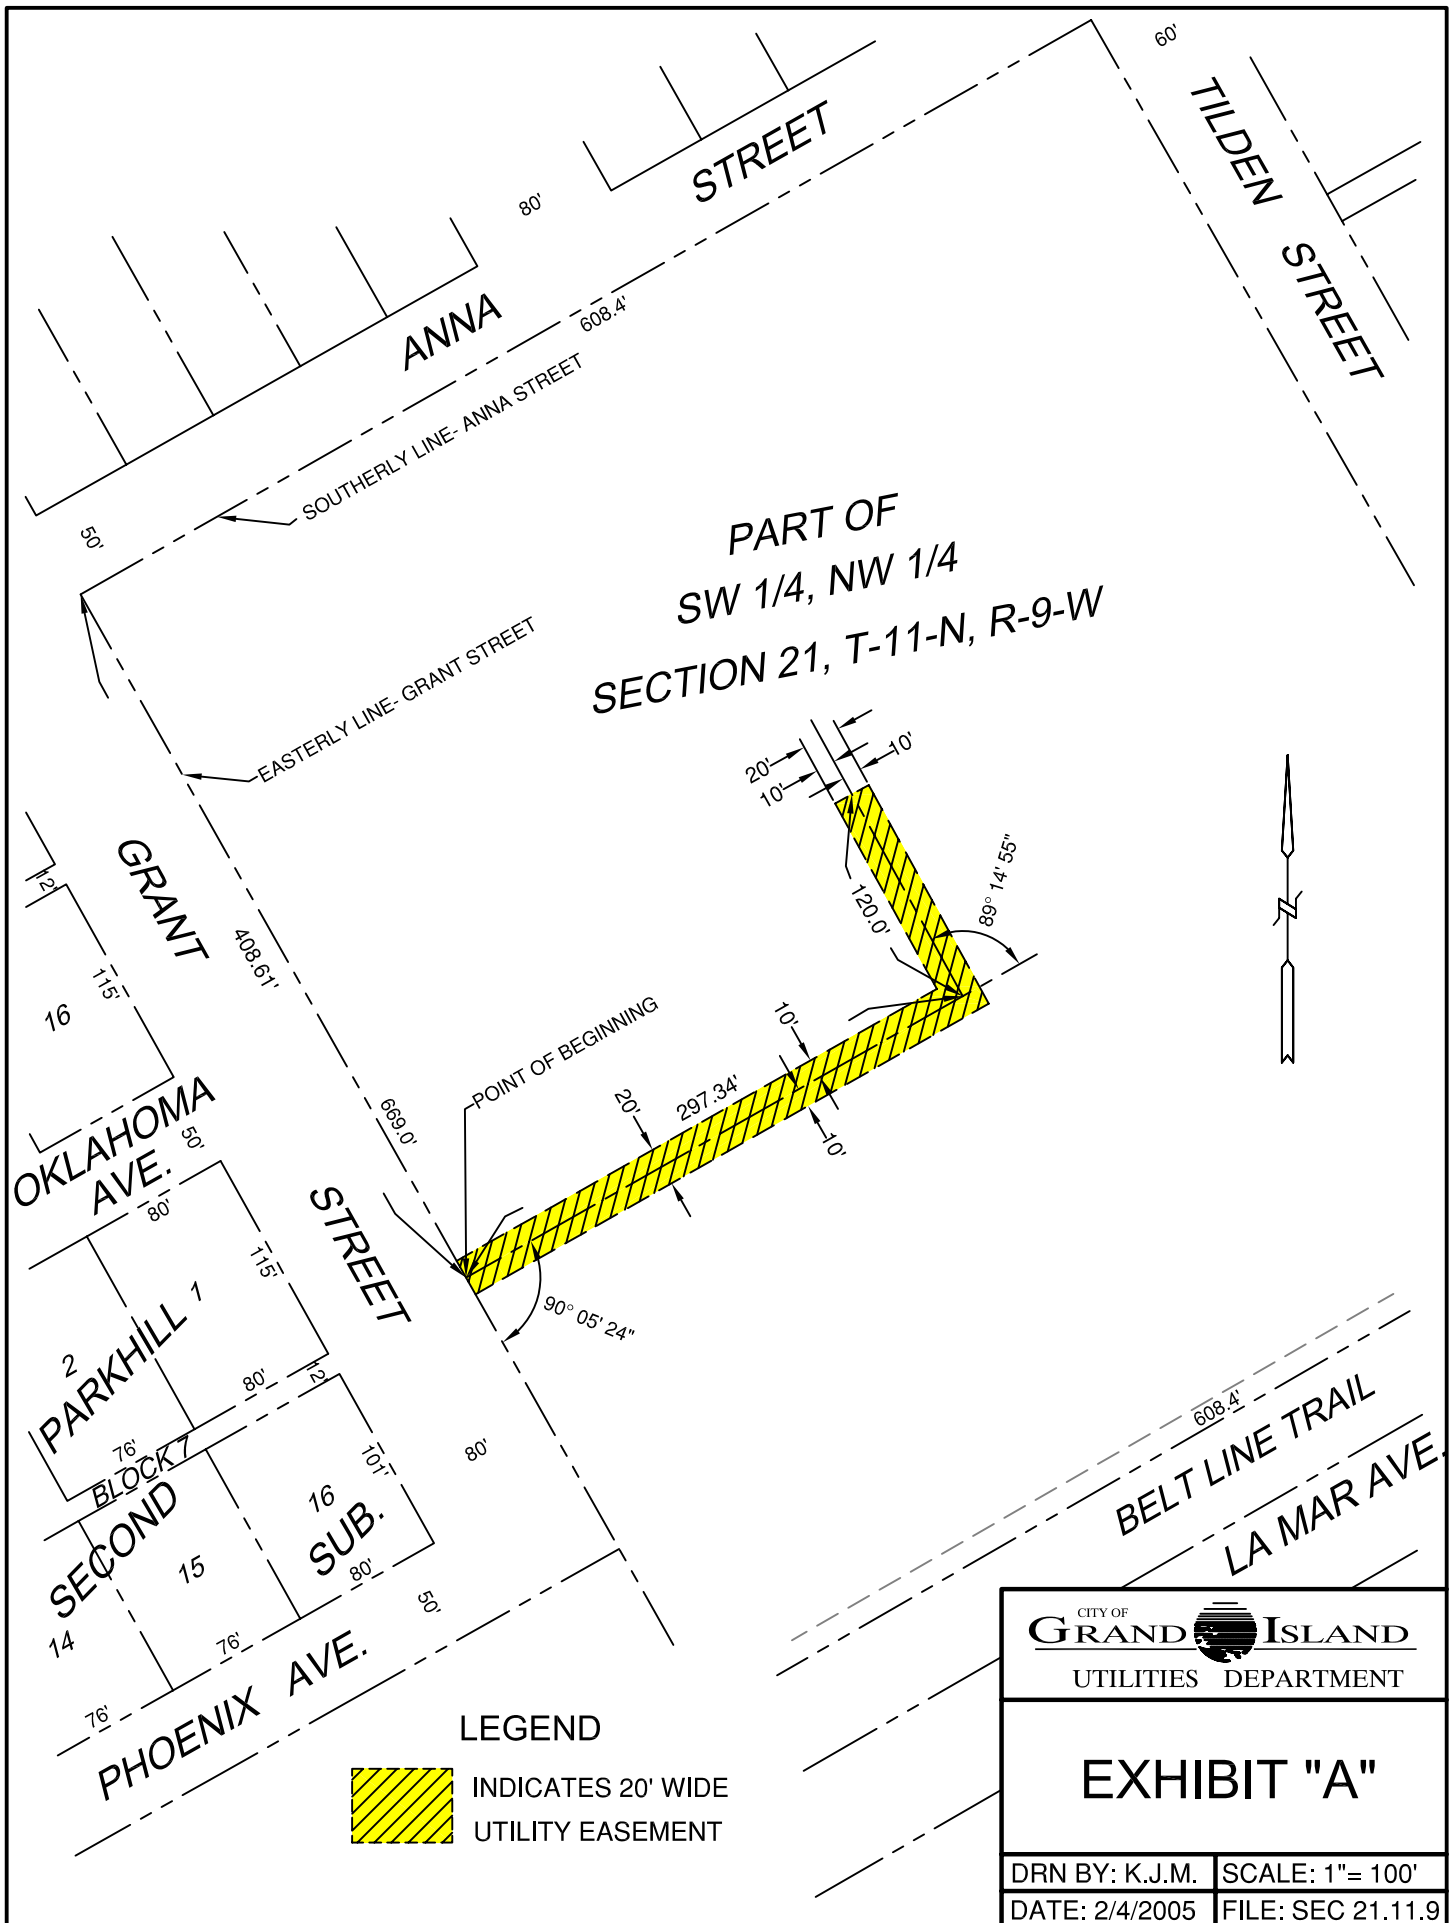 60'
TILDEN STREET
80'
ANNA STREET
608.4'
SOUTHERLY LINE- ANNA STREET
50'
PART OF
SW 1/4, NW 1/4
SECTION 21, T-11-N, R-9-W
EASTERLY LINE- GRANT STREET
20'
10'
10'
120.0'
89° 14' 55"
GRANT STREET
12'
16
115'
408.61'
669.0'
POINT OF BEGINNING
20'
297.34'
10'
10'
90° 05' 24"
OKLAHOMA
AVE.
50'
80'
115'
1
2
PARKHILL
80'
12'
76'
BLOCK 7
SECOND SUB.
101'
80'
16
15
14
80'
50'
76'
76'
PHOENIX AVE.
608.4'
BELT LINE TRAIL
LA MAR AVE.
LEGEND
INDICATES 20' WIDE
UTILITY EASEMENT
CITY OF
GRAND ISLAND
UTILITIES DEPARTMENT
EXHIBIT "A"
DRN BY: K.J.M.
SCALE: 1"= 100'
DATE: 2/4/2005
FILE: SEC 21.11.9